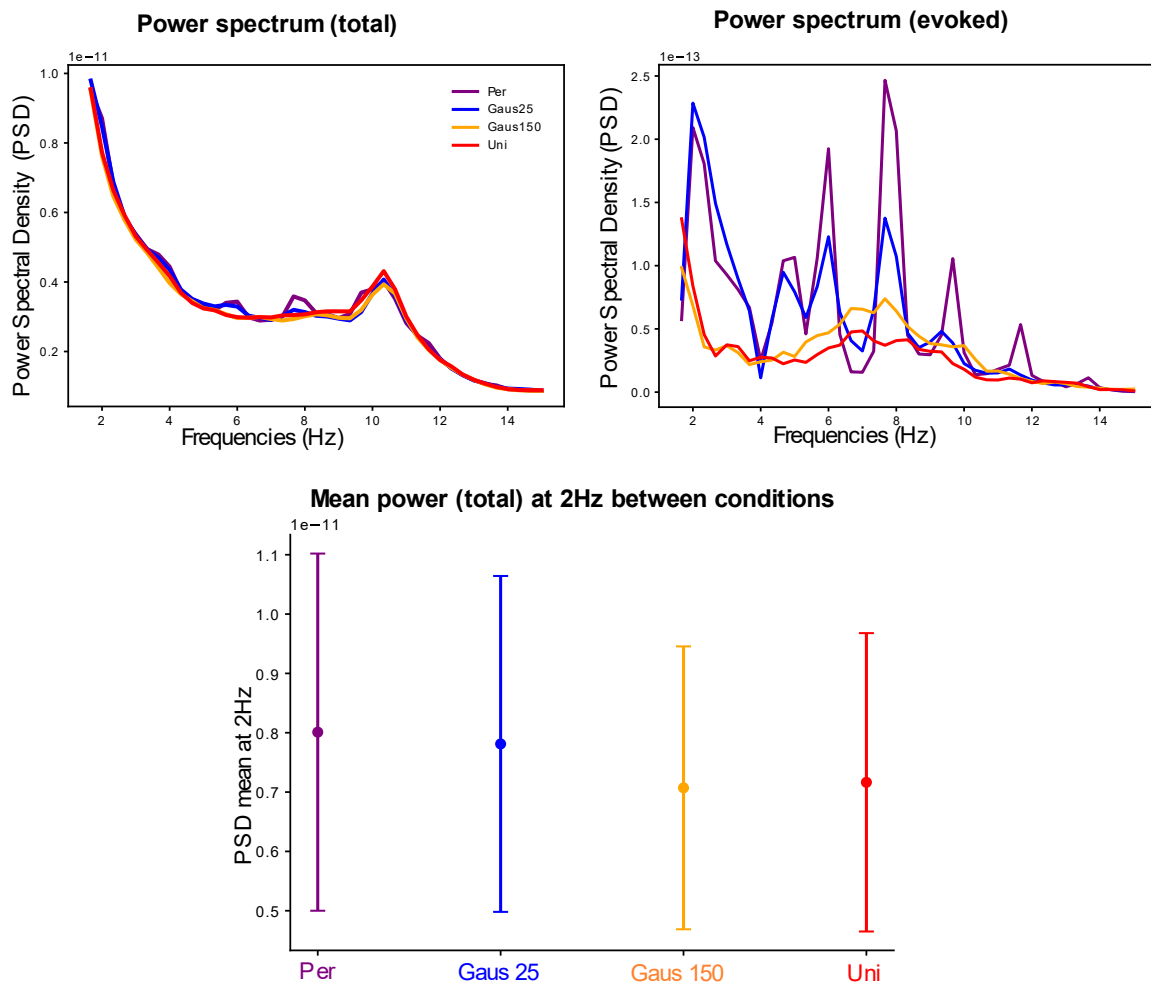 Power spectrum (total)
1e−11
1.0
0.8
0.6
0.4
0.2
Power Spectral Density (PSD)
Per
Gaus25
Gaus150
Uni
2 4 6 8 10 12 14
Frequencies (Hz)
Power spectrum (evoked)
1e−13
2.5
2.0
1.5
1.0
0.5
0.0
Power Spectral Density (PSD)
2 4 6 8 10 12 14
Frequencies (Hz)
Mean power (total) at 2Hz between conditions
1e−11
1.1
1.0
0.9
0.8
0.7
0.6
0.5
PSD mean at 2Hz
Per Gaus 25 Gaus 150 Uni